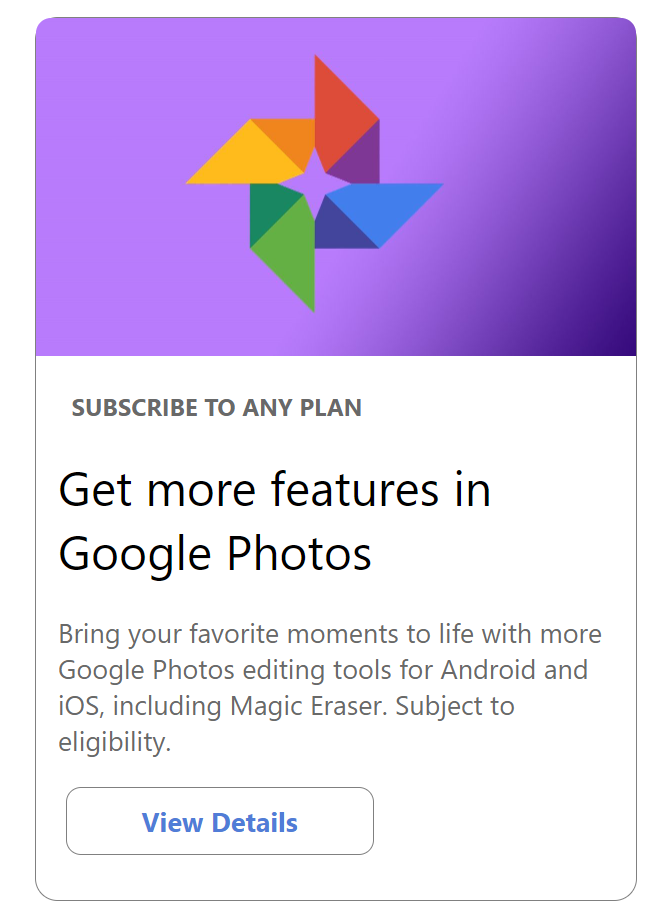 SUBSCRIBE TO ANY PLAN
Get more features in
Google Photos
Bring your favorite moments to life with more
Google Photos editing tools for Android and
iOS, including Magic Eraser. Subject to
eligibility.
View Details